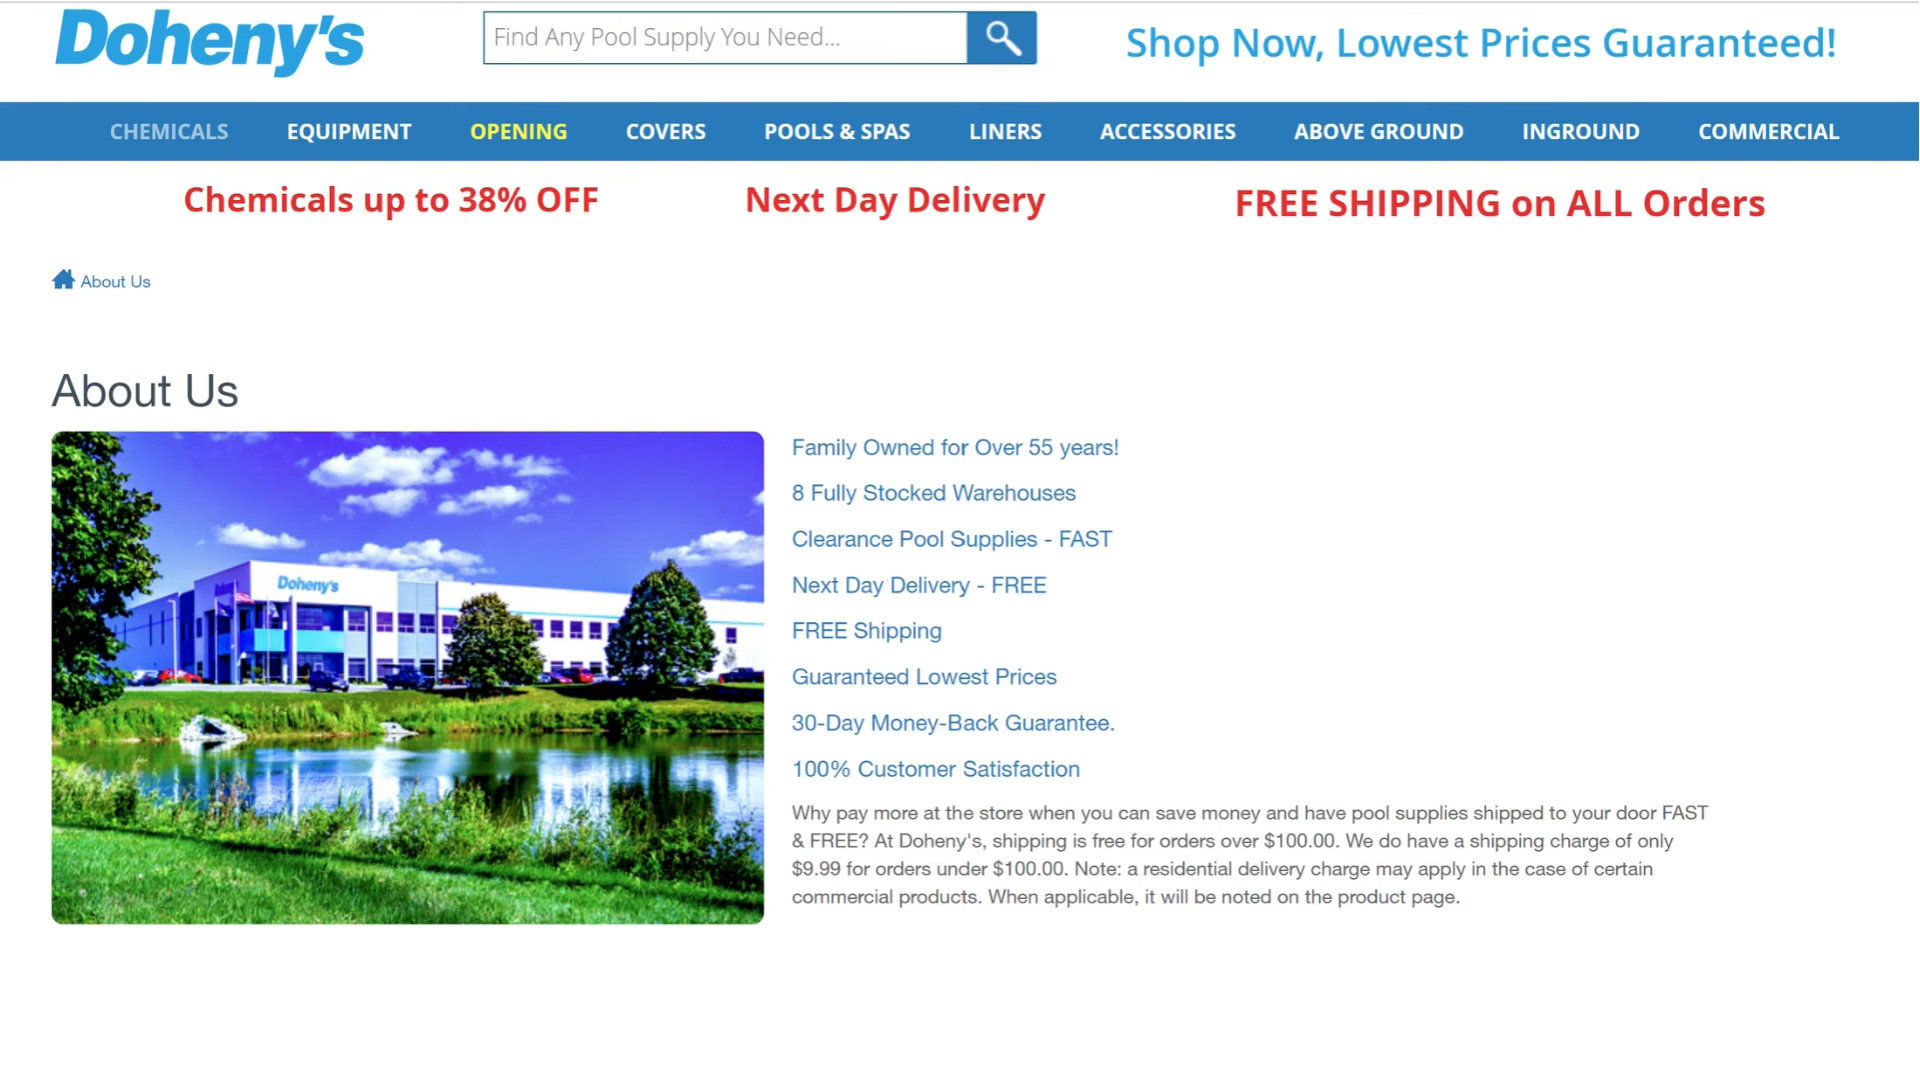 Doheny's
Find Any Pool Supply You Need...
Shop Now, Lowest Prices Guaranteed!
CHEMICALS EQUIPMENT OPENING COVERS POOLS & SPAS LINERS ACCESSORIES ABOVE GROUND INGROUND COMMERCIAL
Chemicals up to 38% OFF
Next Day Delivery
FREE SHIPPING on ALL Orders
About Us
About Us
Doheny's
Family Owned for Over 55 years!
8 Fully Stocked Warehouses
Clearance Pool Supplies - FAST
Next Day Delivery - FREE
FREE Shipping
Guaranteed Lowest Prices
30-Day Money-Back Guarantee.
100% Customer Satisfaction
Why pay more at the store when you can save money and have pool supplies shipped to your door FAST
& FREE? At Doheny's, shipping is free for orders over $100.00. We do have a shipping charge of only
$9.99 for orders under $100.00. Note: a residential delivery charge may apply in the case of certain
commercial products. When applicable, it will be noted on the product page.